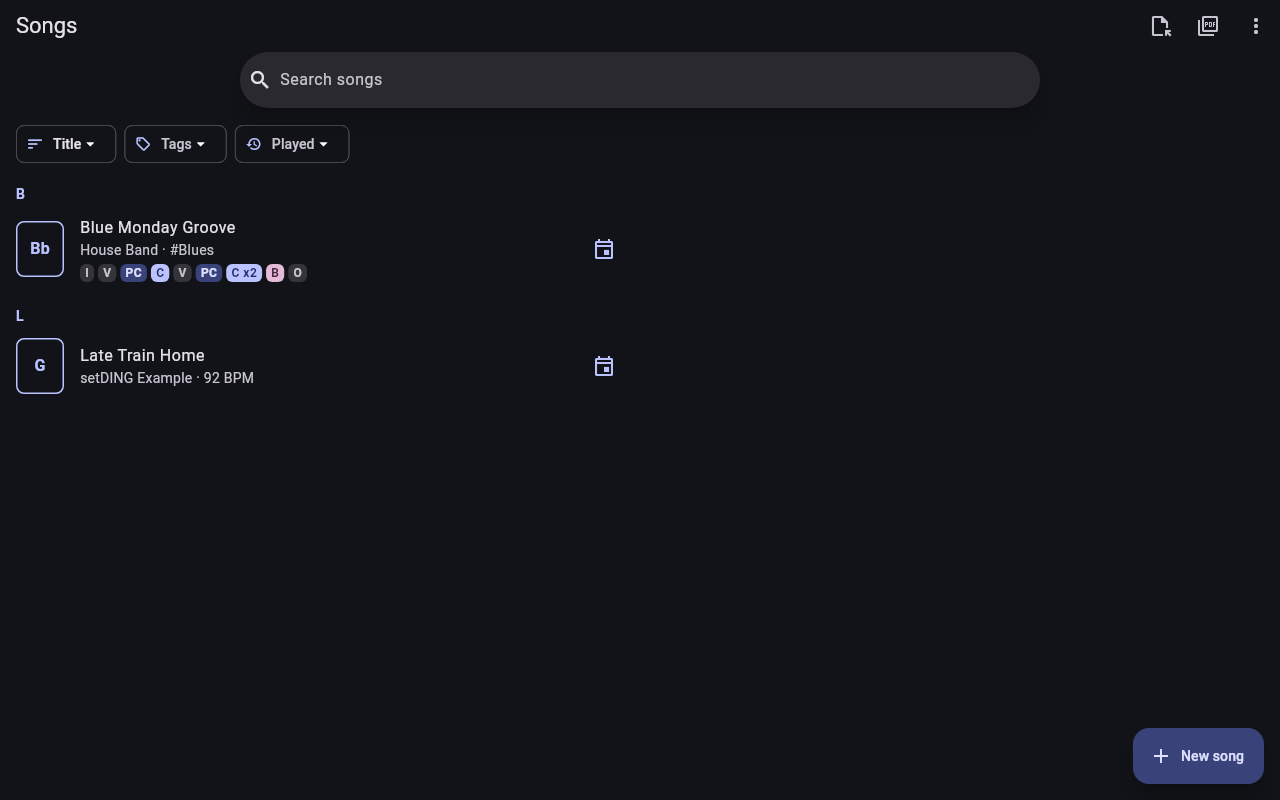 Songs
PDF
Search songs
Title
Tags
Played
B
Bb
Blue Monday Groove
House Band · #Blues
I V PC C V PC C x2 B O
L
G
Late Train Home
setDING Example · 92 BPM
New song